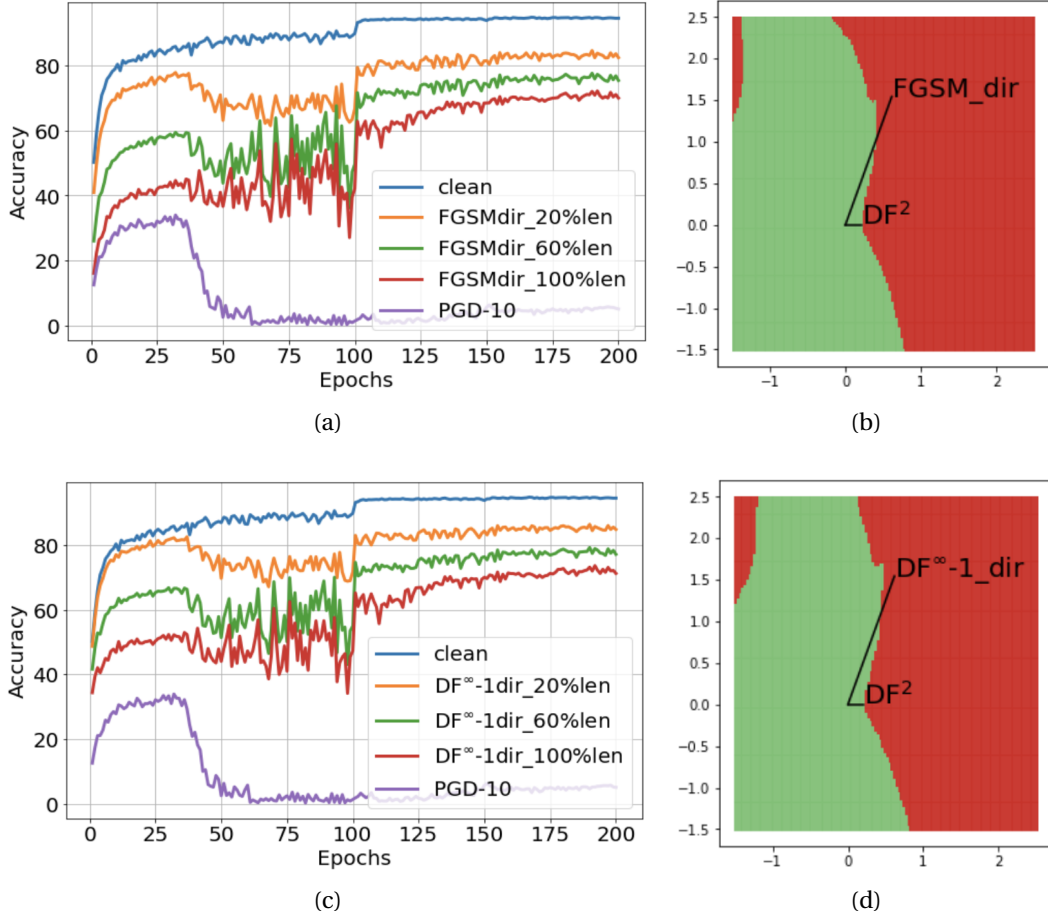 80
60
40
20
0
0 25 50 75 100 125 150 175 200
Accuracy
Epochs
clean
FGSMdir_20%len
FGSMdir_60%len
FGSMdir_100%len
PGD-10
(a)
2.5
2.0
1.5
1.0
0.5
0.0
−0.5
−1.0
−1.5
−1 0 1 2
FGSM_dir
DF²
(b)
80
60
40
20
0
0 25 50 75 100 125 150 175 200
Accuracy
Epochs
clean
DF∞-1dir_20%len
DF∞-1dir_60%len
DF∞-1dir_100%len
PGD-10
(c)
2.5
2.0
1.5
1.0
0.5
0.0
−0.5
−1.0
−1.5
−1 0 1 2
DF∞-1_dir
DF²
(d)